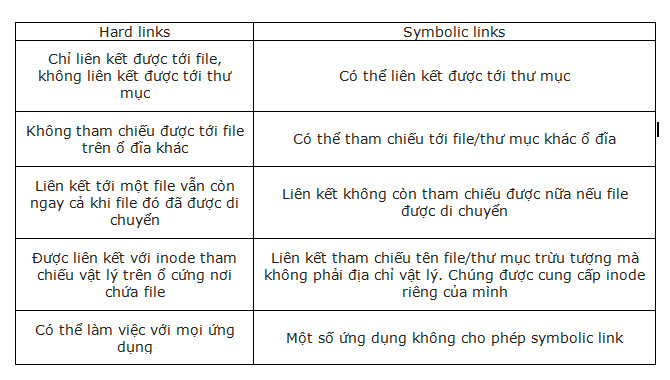 Hard links
Symbolic links
Chỉ liên kết được tới file,
không liên kết được tới thư
mục
Có thể liên kết được tới thư mục
Không tham chiếu được tới file
trên ổ đĩa khác
Có thể tham chiếu tới file/thư mục khác ổ đĩa
Liên kết tới một file vẫn còn
ngay cả khi file đó đã được di
chuyển
Liên kết không còn tham chiếu được nữa nếu file
được di chuyển
Được liên kết với inode tham
chiếu vật lý trên ổ cứng nơi
chứa file
Liên kết tham chiếu tên file/thư mục trừu tượng mà
không phải địa chỉ vật lý. Chúng được cung cấp inode
riêng của mình
Có thể làm việc với mọi ứng
dụng
Một số ứng dụng không cho phép symbolic link